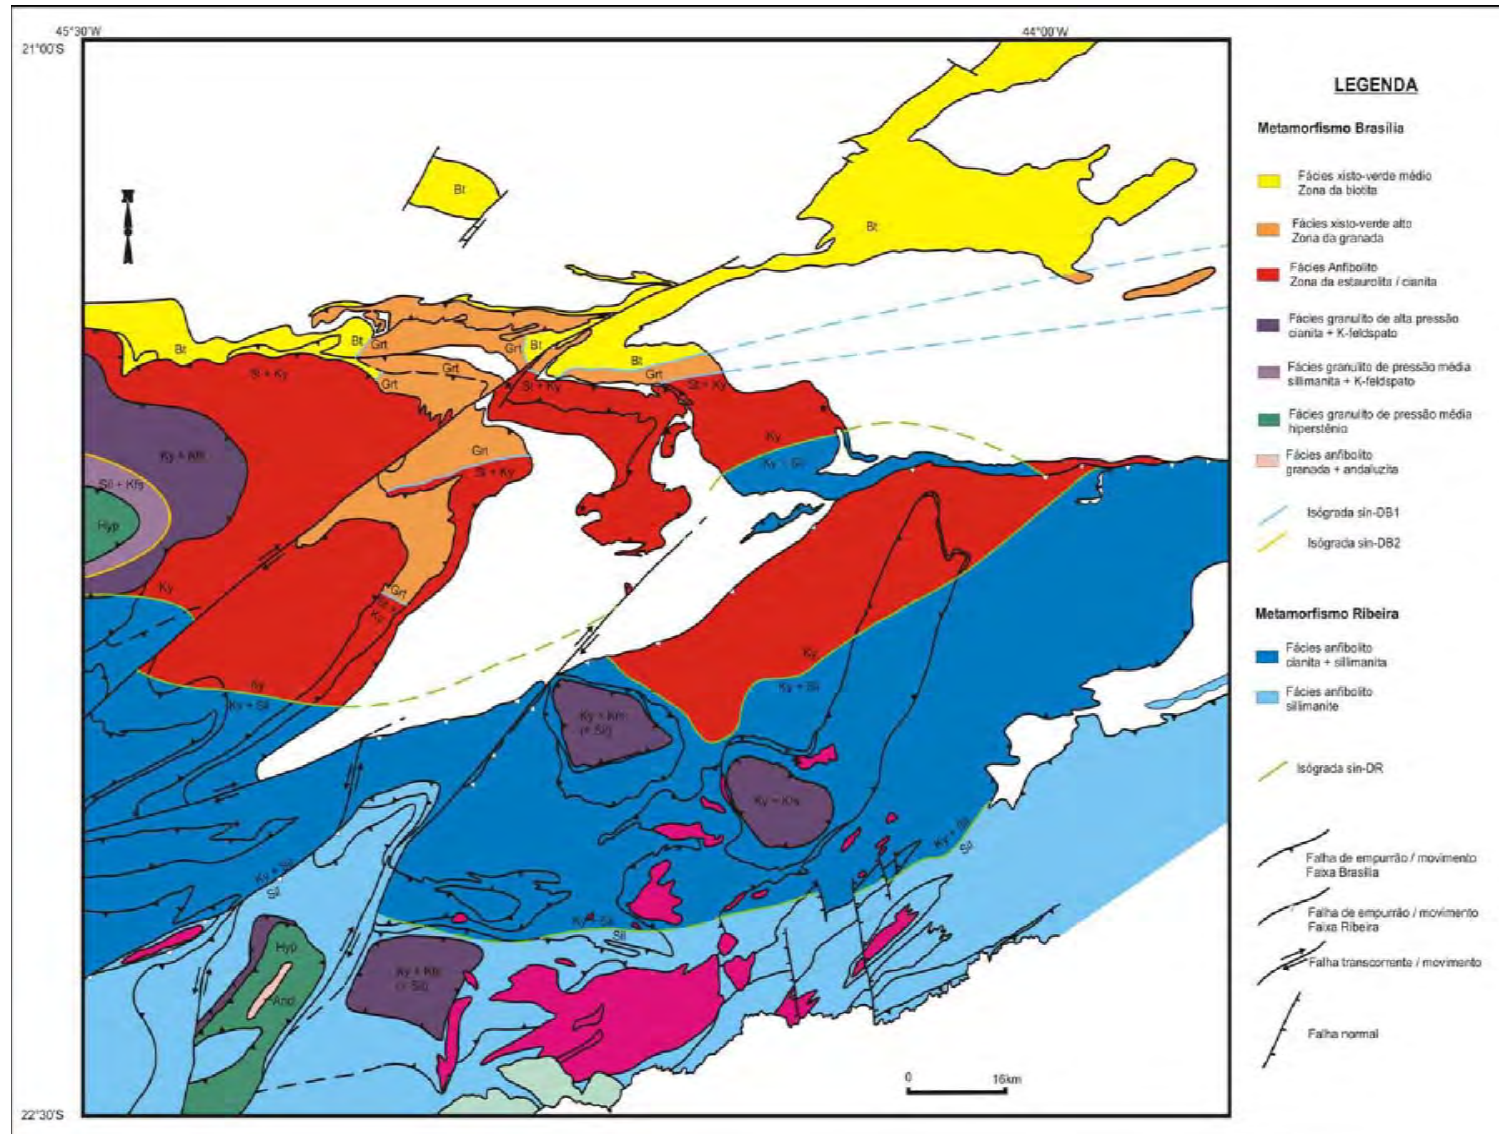 45°30'W
44°00'W
21°00'S
22°30'S
N
Bt
Bt
Bt
Bt
Grt
Grt
Grt
Bt
Bt
Grt
Grt
St + Ky
St + Ky
St + Ky
Grt
St + Ky
Ky
Ky + Sil
Ky + Kfs
Sil + Kfs
Hyp
Ky
Grt
Ky
Ky + Sil
Ky
Ky + Sil
Ky + Kfs
Ky + Kfs
Ky + Sil
Sil
Ky + Sil
Sil
Ky + Sil
Sil
Hyp
And
Ky + Kfs
0 16km
LEGENDA
Metamorfismo Brasília
Fácies xisto-verde médio
Zona da biotita
Fácies xisto-verde alto
Zona da granada
Fácies Anfibolito
Zona da estaurolita / cianita
Fácies granulito de alta pressão
cianita + K-feldspato
Fácies granulito de pressão média
sillimanita + K-feldspato
Fácies granulito de pressão média
hiperstênio
Fácies anfibolito
granada + andaluzita
Isógrada sin-DB1
Isógrada sin-DB2
Metamorfismo Ribeira
Fácies anfibolito
cianita + sillimanita
Fácies anfibolito
sillimanite
Isógrada sin-DR
Falha de empurrão / movimento
Faixa Brasília
Falha de empurrão / movimento
Faixa Ribeira
Falha transcorrente / movimento
Falha normal